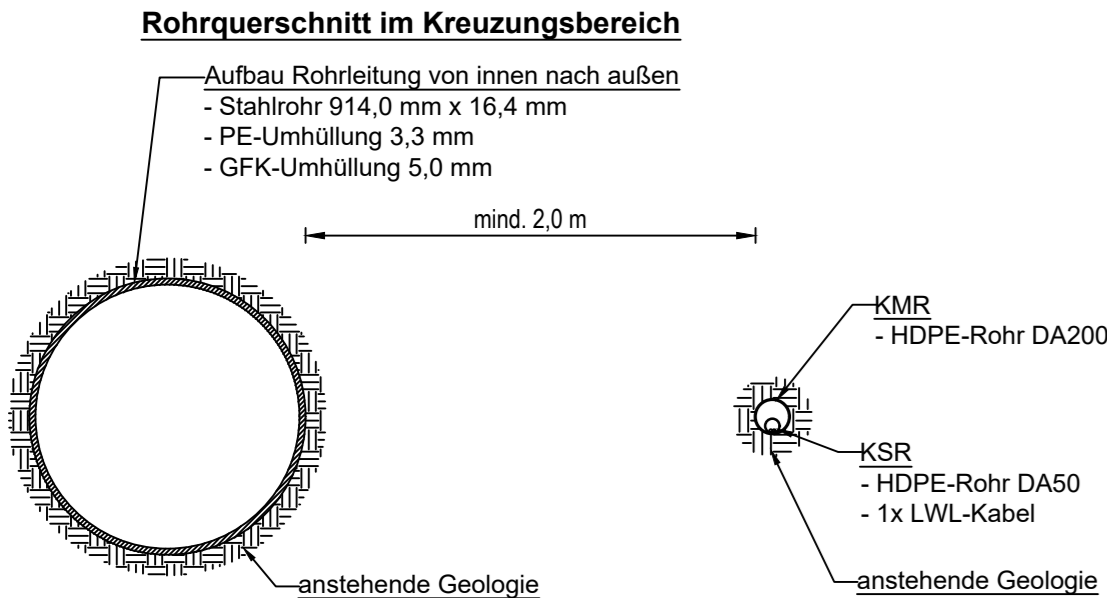 Rohrquerschnitt im Kreuzungsbereich
Aufbau Rohrleitung von innen nach außen
- Stahlrohr 914,0 mm x 16,4 mm
- PE-Umhüllung 3,3 mm
- GFK-Umhüllung 5,0 mm
mind. 2,0 m
KMR
- HDPE-Rohr DA200
KSR
- HDPE-Rohr DA50
- 1x LWL-Kabel
anstehende Geologie
anstehende Geologie